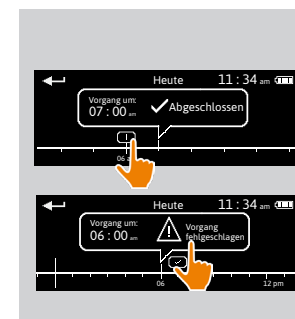 Heute 11 : 34 am
Vorgang um:
07 : 00 am
Abgeschlossen
06 a
Heute 11 : 34 am
Vorgang um:
06 : 00 am
Vorgang
fehlgeschlagen
06 12 pm